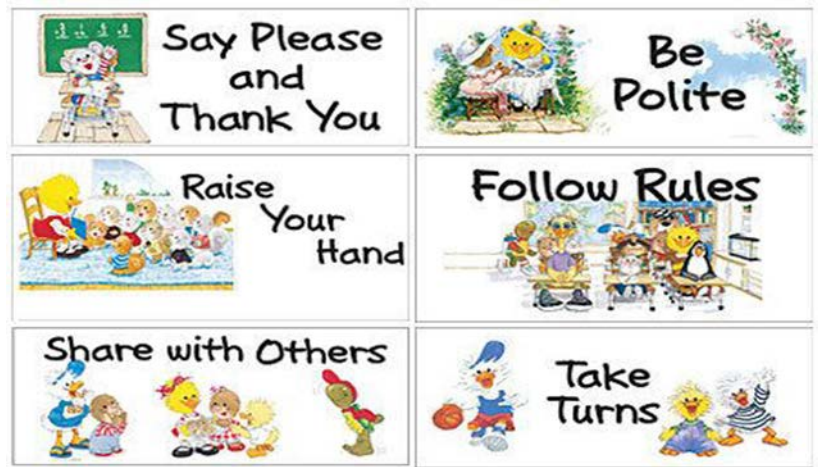 Say Please
and
Thank You
Be
Polite
Raise
Your
Hand
Follow Rules
Share with Others
Take
Turns